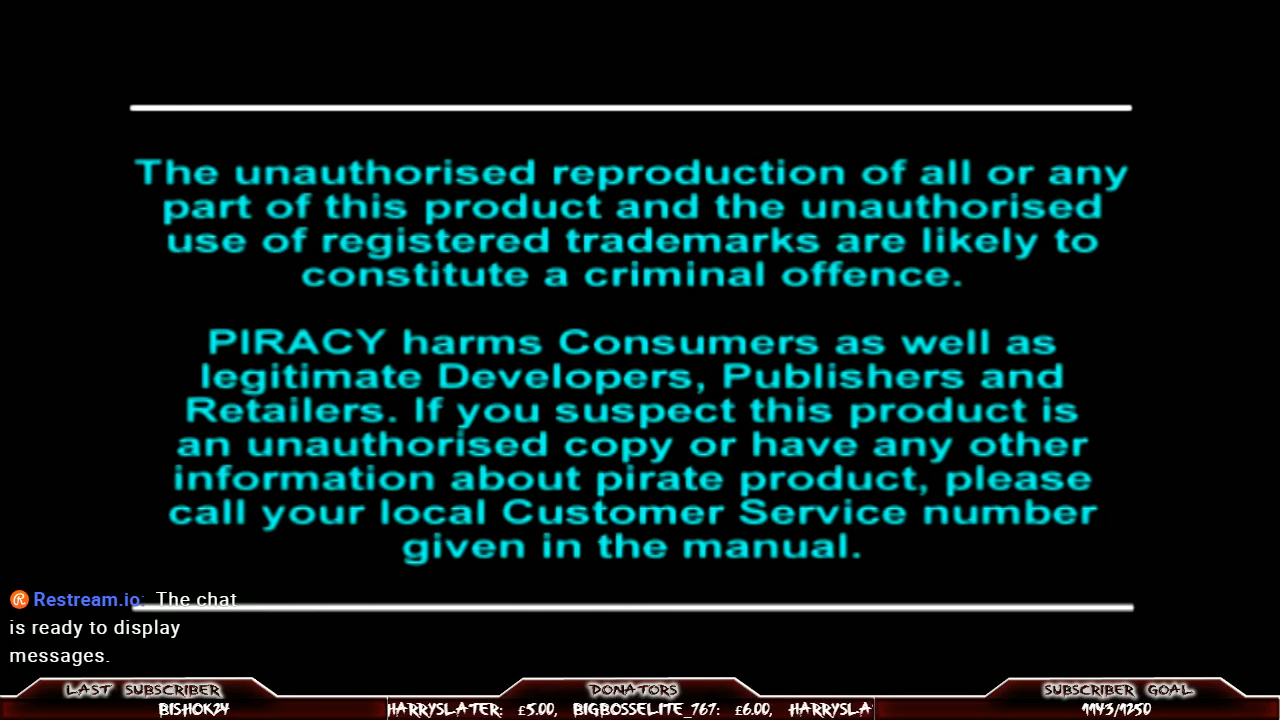 The unauthorised reproduction of all or any
part of this product and the unauthorised
use of registered trademarks are likely to
constitute a criminal offence.
PIRACY harms Consumers as well as
legitimate Developers, Publishers and
Retailers. If you suspect this product is
an unauthorised copy or have any other
information about pirate product, please
call your local Customer Service number
given in the manual.
Restream.io: The chat
is ready to display
messages.
LAST SUBSCRIBER
DONATORS
SUBSCRIBER GOAL
BISHOK24
HARRYSLATER: £5.00, BIGBOSSELITE_767: £6.00, HARRYSLA
1143/1250